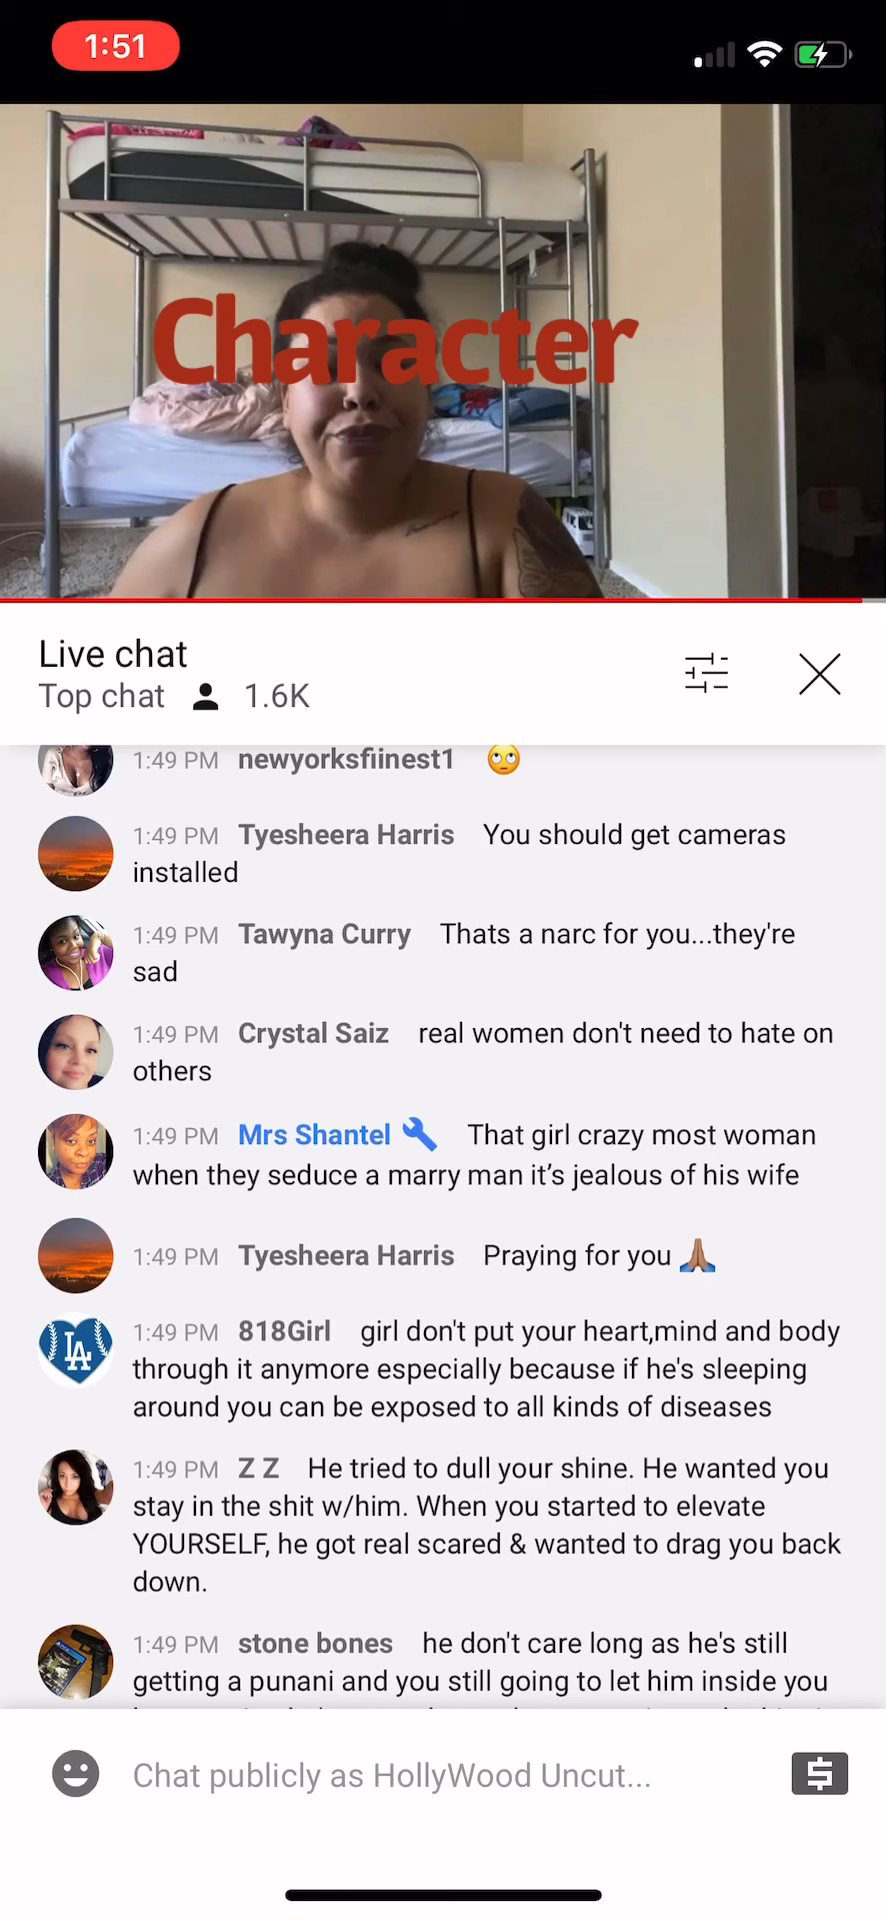 1:51
Character
Live chat
Top chat 1.6K
1:49 PM newyorksfiinest1 🙄
1:49 PM Tyesheera Harris You should get cameras
installed
1:49 PM Tawyna Curry Thats a narc for you...they're
sad
1:49 PM Crystal Saiz real women don't need to hate on
others
1:49 PM Mrs Shantel 🔧 That girl crazy most woman
when they seduce a marry man it’s jealous of his wife
1:49 PM Tyesheera Harris Praying for you 🙏🏽
LA
1:49 PM 818Girl girl don't put your heart,mind and body
through it anymore especially because if he's sleeping
around you can be exposed to all kinds of diseases
1:49 PM Z Z He tried to dull your shine. He wanted you
stay in the shit w/him. When you started to elevate
YOURSELF, he got real scared & wanted to drag you back
down.
1:49 PM stone bones he don't care long as he's still
getting a punani and you still going to let him inside you
Chat publicly as HollyWood Uncut...